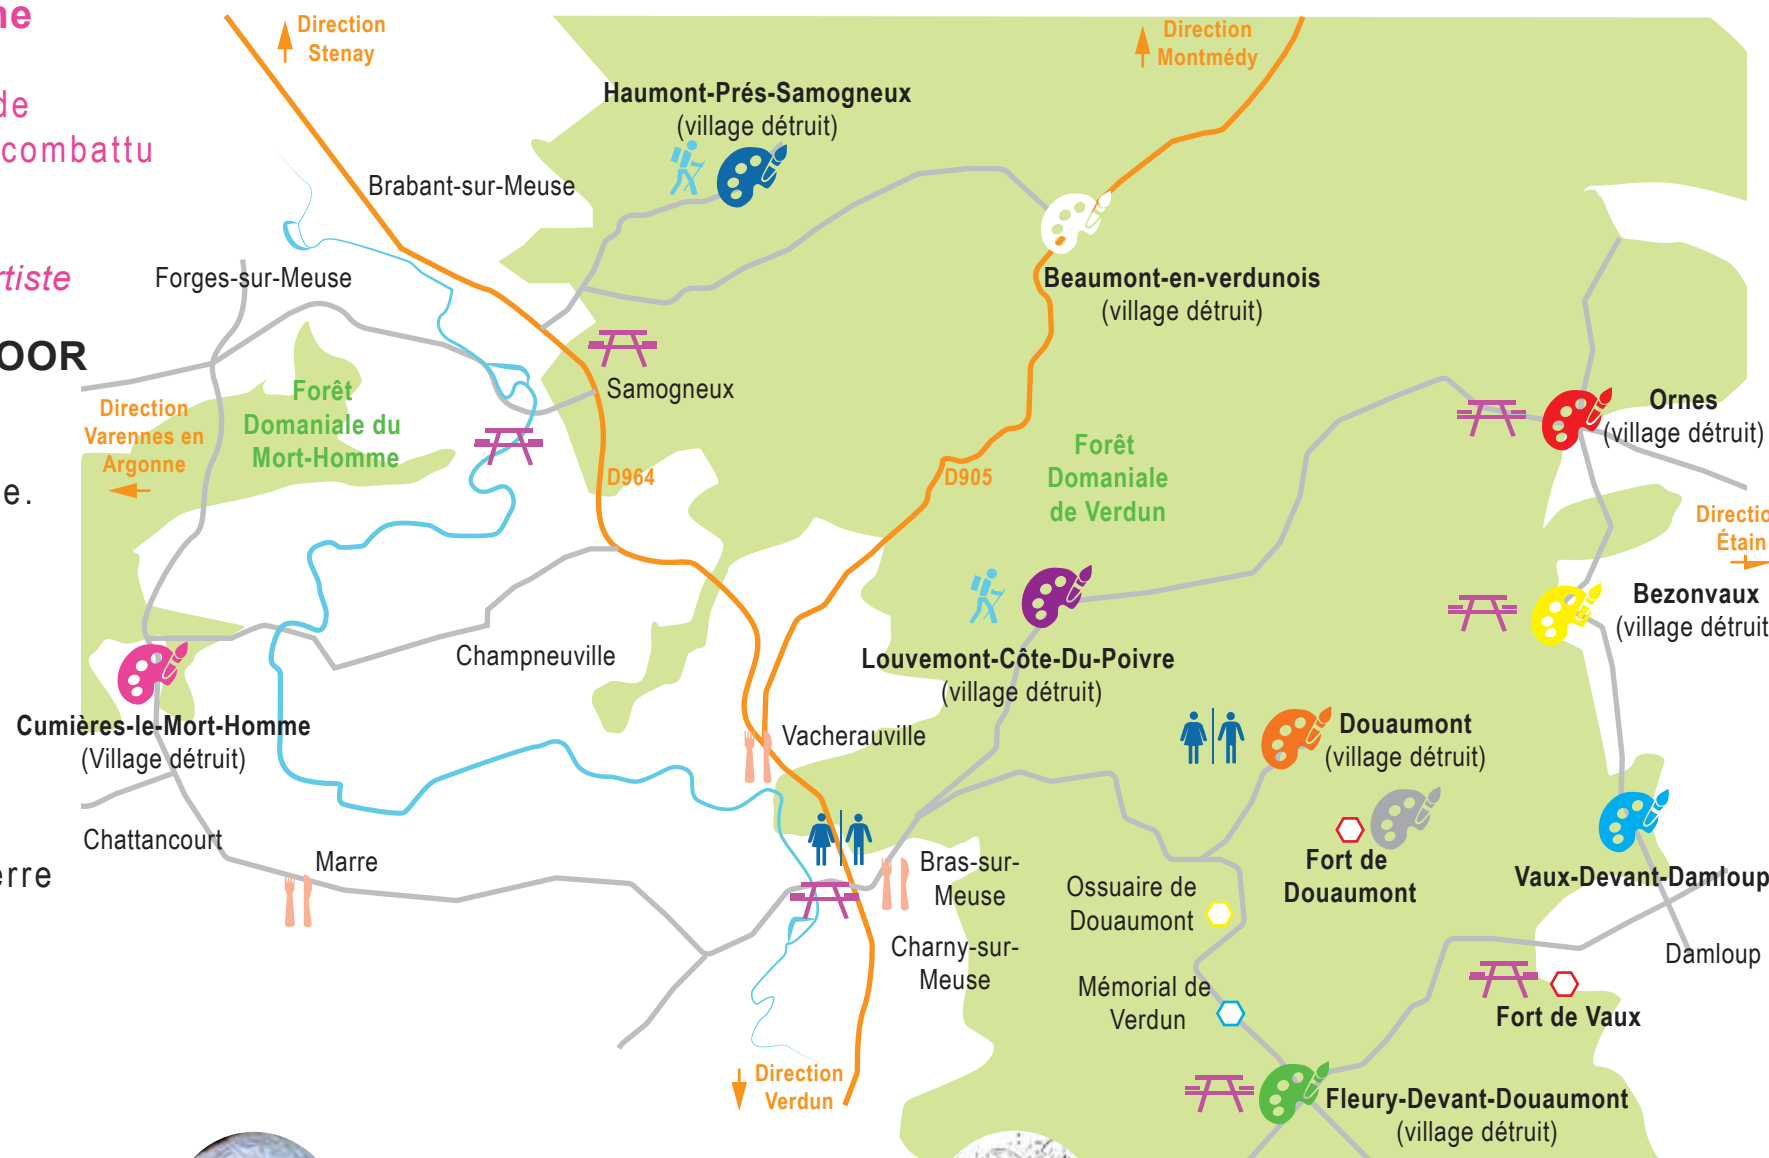 ne
de
combattu
rtiste
OOR
e.
erre
Direction
Stenay
Direction
Montmédy
Haumont-Prés-Samogneux
(village détruit)
Brabant-sur-Meuse
Forges-sur-Meuse
Beaumont-en-verdunois
(village détruit)
Samogneux
Forêt
Domaniale du
Mort-Homme
Direction
Varennes en
Argonne
Ornes
(village détruit)
D964
D905
Forêt
Domaniale
de Verdun
Directio
Étain
Bezonvaux
(village détruit
Champneuville
Louvemont-Côte-Du-Poivre
(village détruit)
Cumières-le-Mort-Homme
(Village détruit)
Vacherauville
Douaumont
(village détruit)
Chattancourt
Marre
Bras-sur-
Meuse
Fort de
Douaumont
Vaux-Devant-Damloup
Ossuaire de
Douaumont
Charny-sur-
Meuse
Damloup
Mémorial de
Verdun
Fort de Vaux
Direction
Verdun
Fleury-Devant-Douaumont
(village détruit)